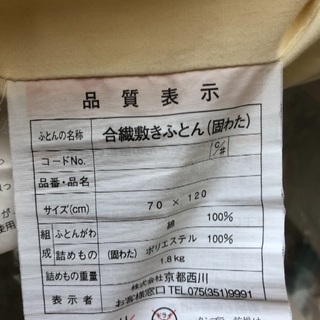 品質表示
ふとんの名称 合繊敷きふとん(固わた)
コードNo. C/#
品番・品名
サイズ(cm) 70 × 120
組成 ふとんがわ 綿 100%
詰めもの (固わた) ポリエステル 100%
詰めもの重量 1.8kg
表示者 株式会社 京都西川
お客様窓口 TEL.075(351)9991